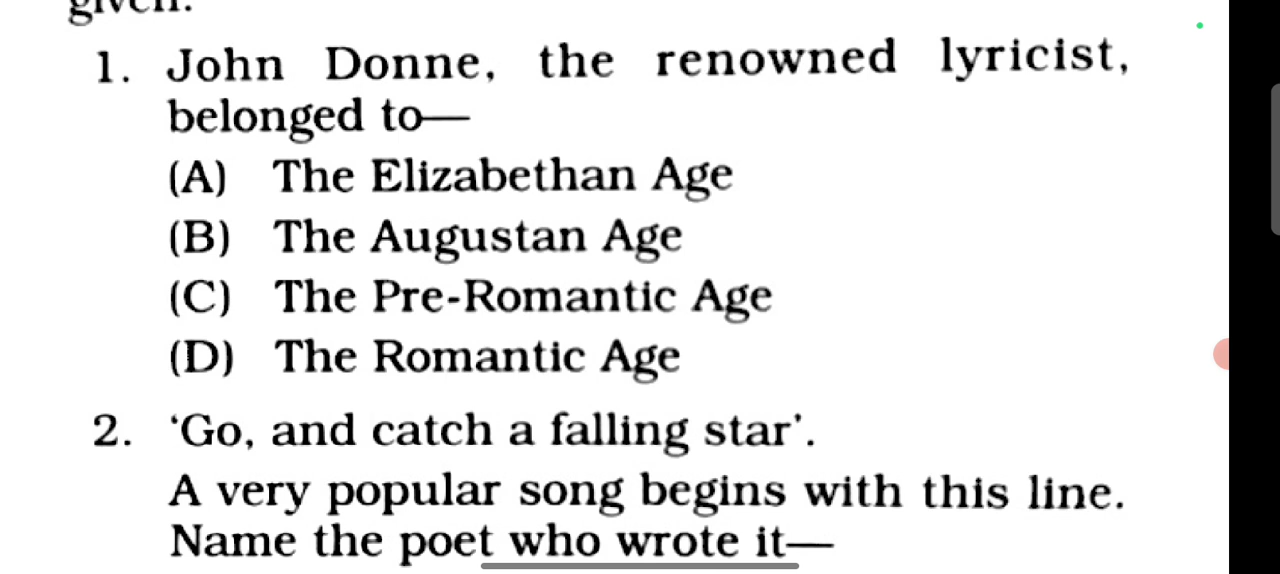 given.
1. John Donne, the renowned lyricist,
belonged to—
(A) The Elizabethan Age
(B) The Augustan Age
(C) The Pre-Romantic Age
(D) The Romantic Age
2. ‘Go, and catch a falling star’.
A very popular song begins with this line.
Name the poet who wrote it—